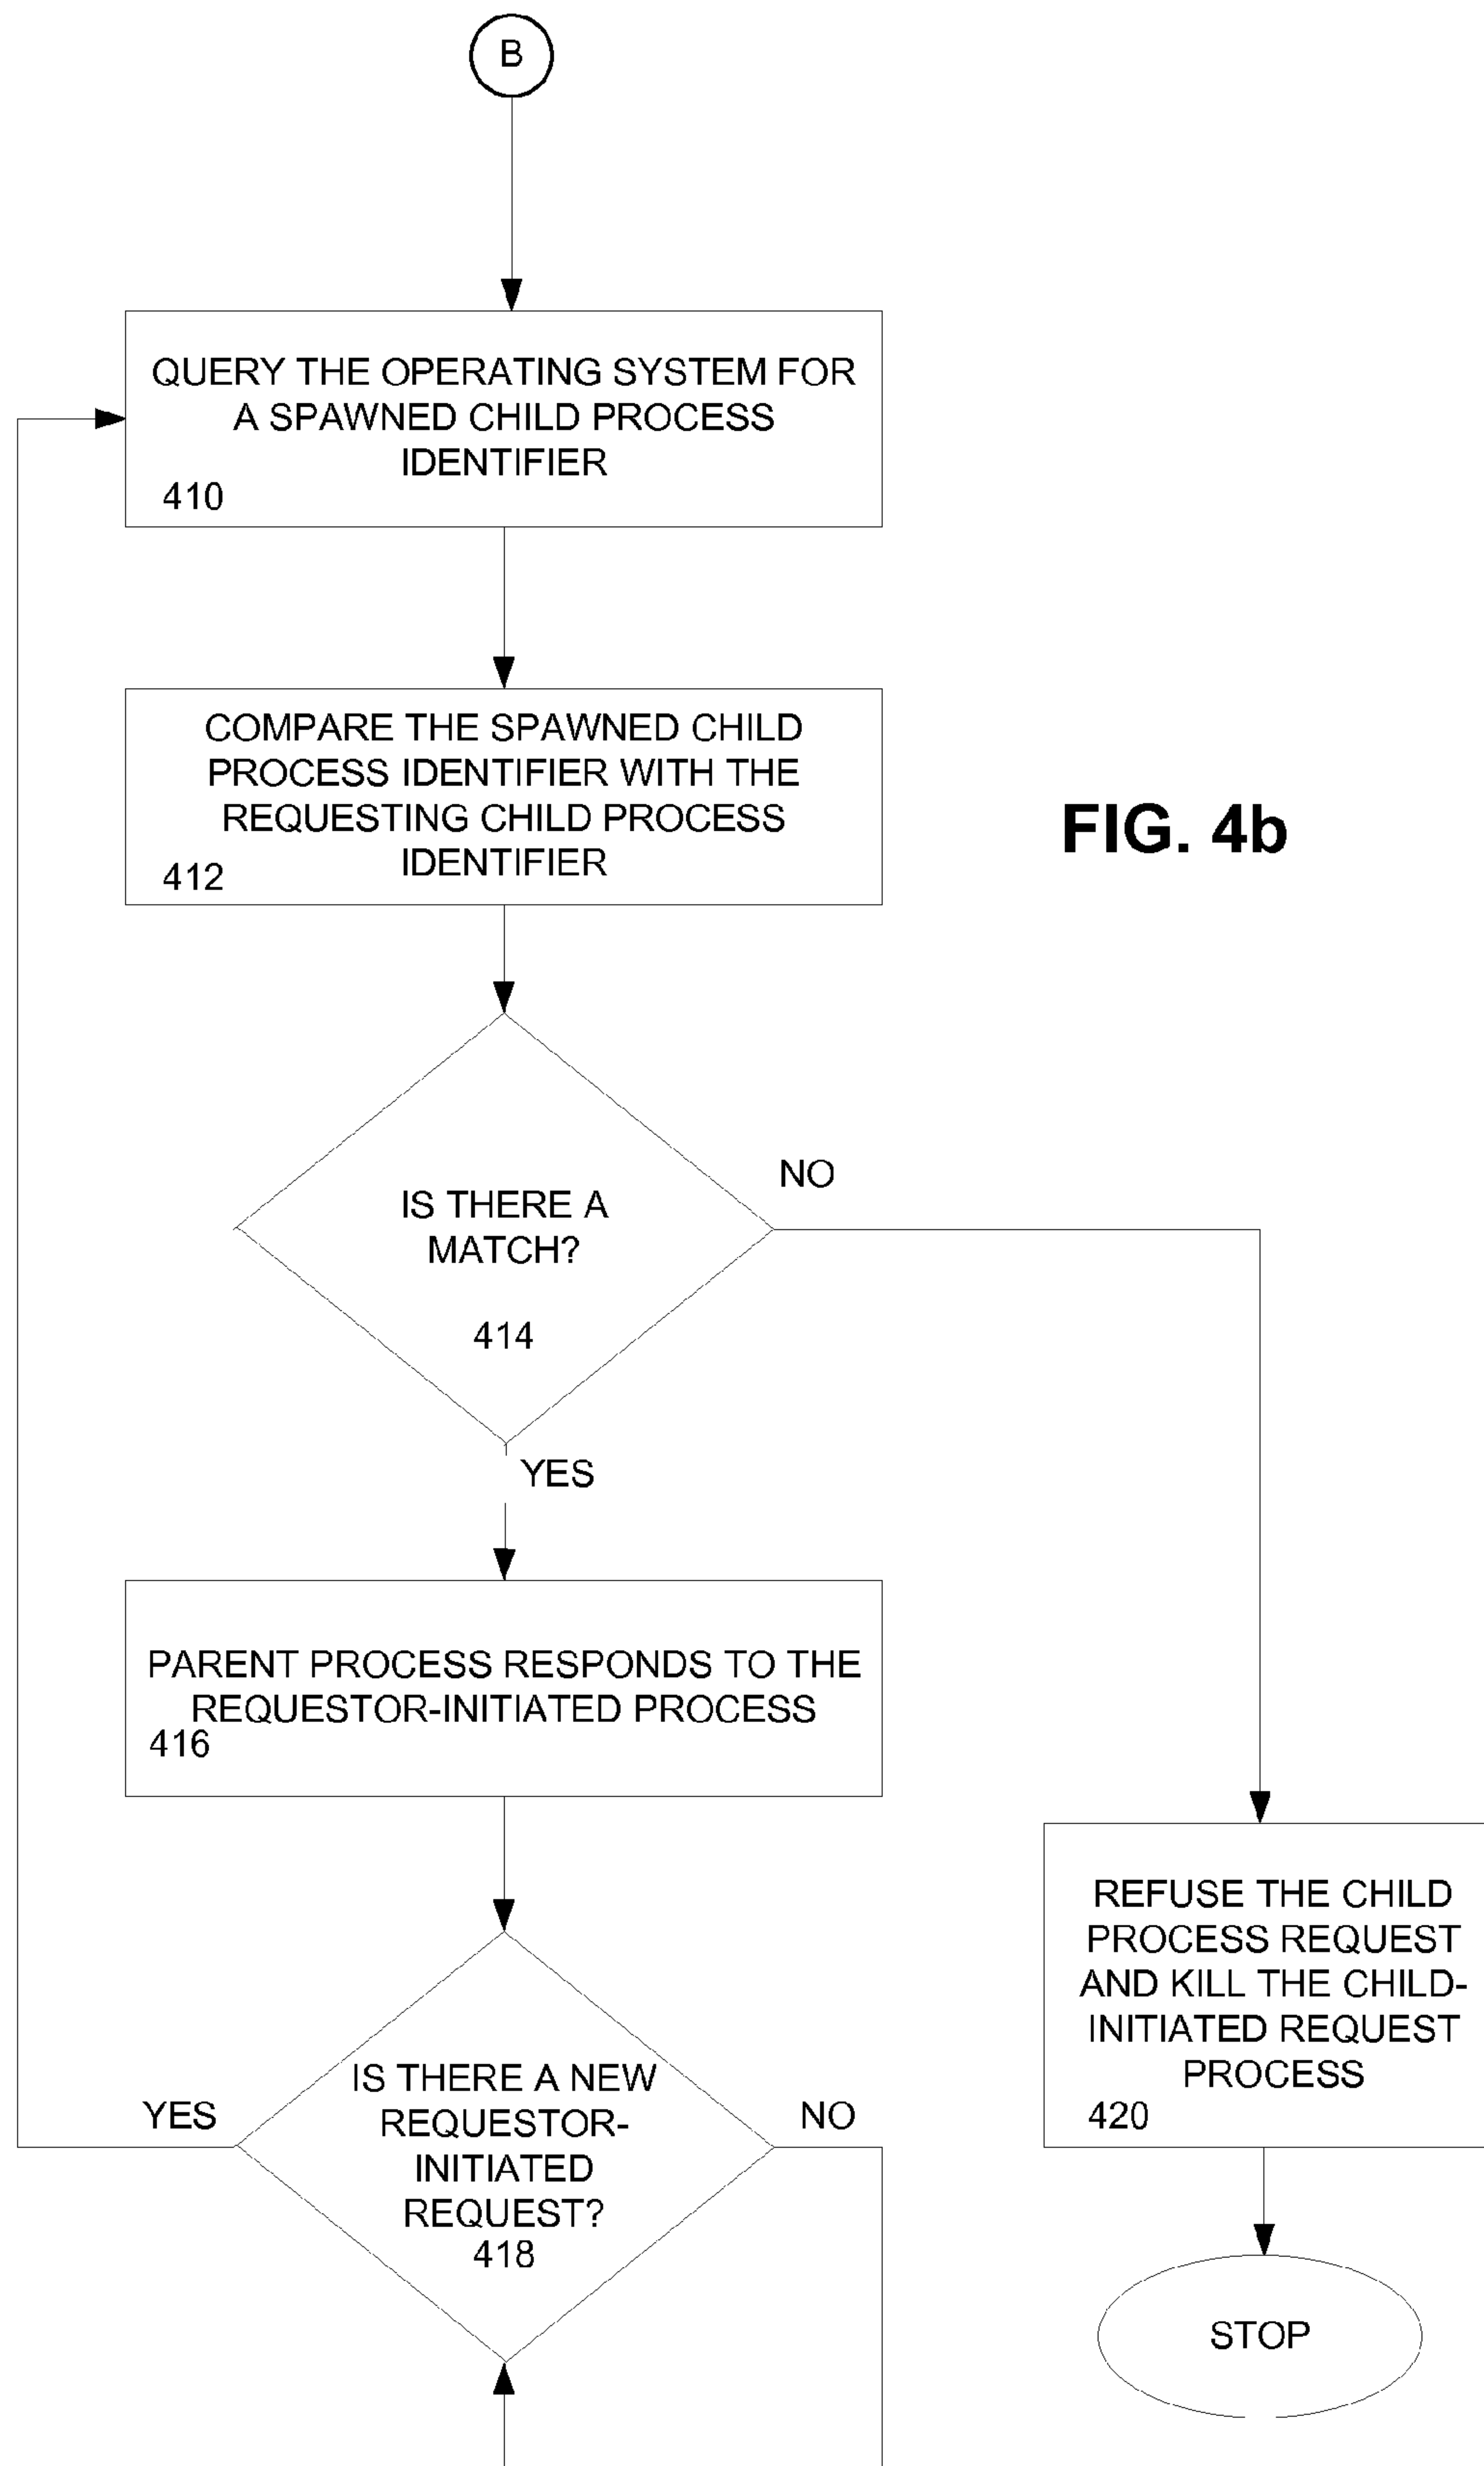 B
QUERY THE OPERATING SYSTEM FOR
A SPAWNED CHILD PROCESS
IDENTIFIER
410
COMPARE THE SPAWNED CHILD
PROCESS IDENTIFIER WITH THE
REQUESTING CHILD PROCESS
IDENTIFIER
412
FIG. 4b
IS THERE A
MATCH?
414
NO
YES
PARENT PROCESS RESPONDS TO THE
REQUESTOR-INITIATED PROCESS
416
IS THERE A NEW
REQUESTOR-
INITIATED
REQUEST?
418
YES
NO
REFUSE THE CHILD
PROCESS REQUEST
AND KILL THE CHILD-
INITIATED REQUEST
PROCESS
420
STOP